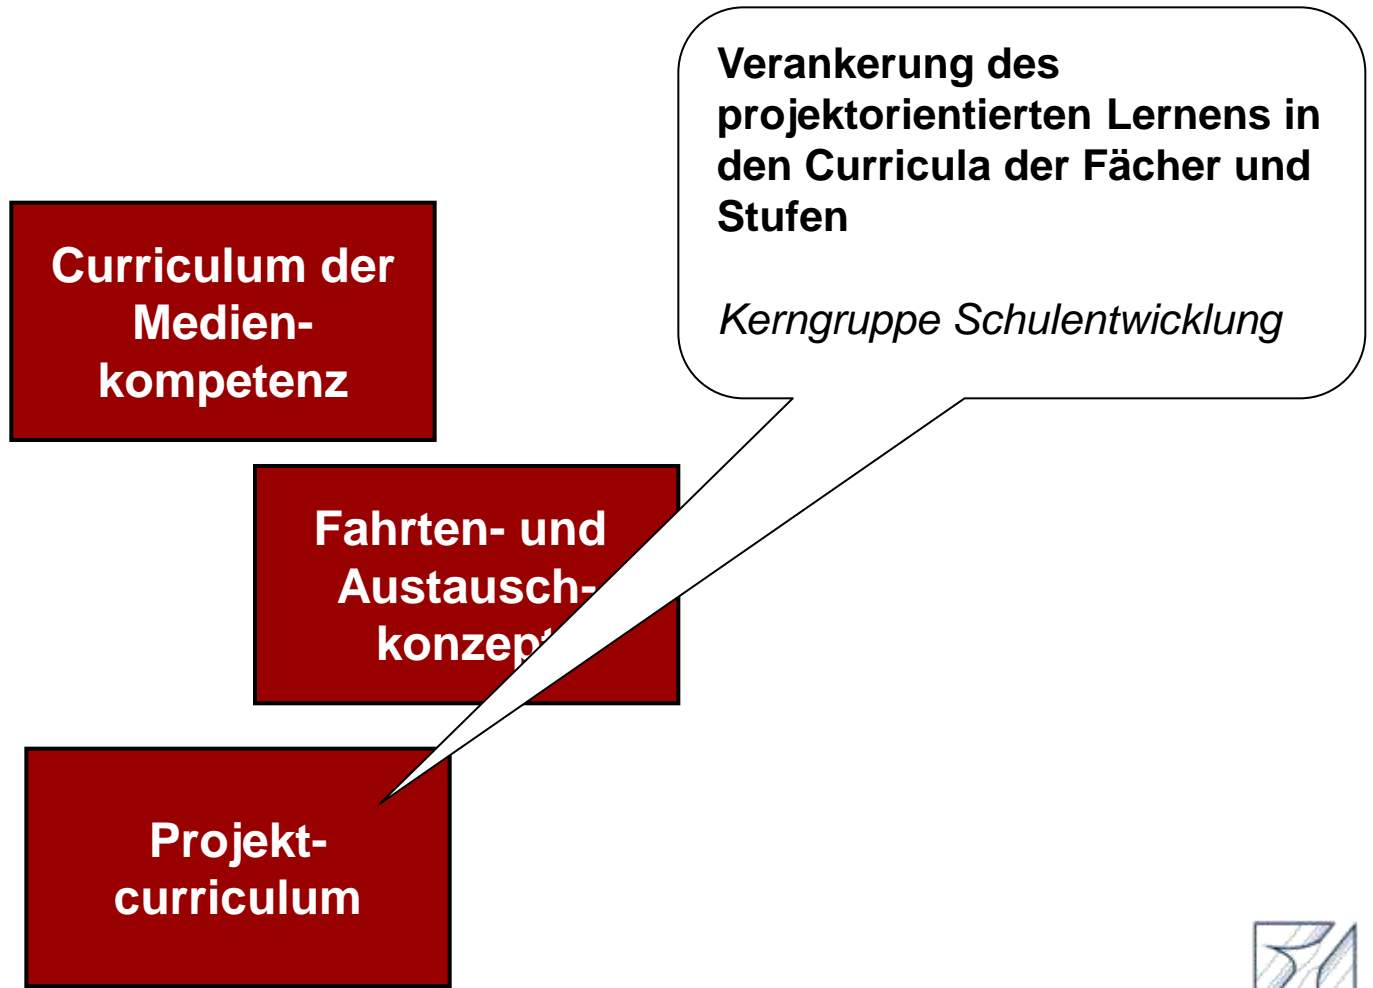 Verankerung des
projektorientierten Lernens in
den Curricula der Fächer und
Stufen
Kerngruppe Schulentwicklung
Curriculum der
Medien-
kompetenz
Fahrten- und
Austausch-
konzept
Projekt-
curriculum